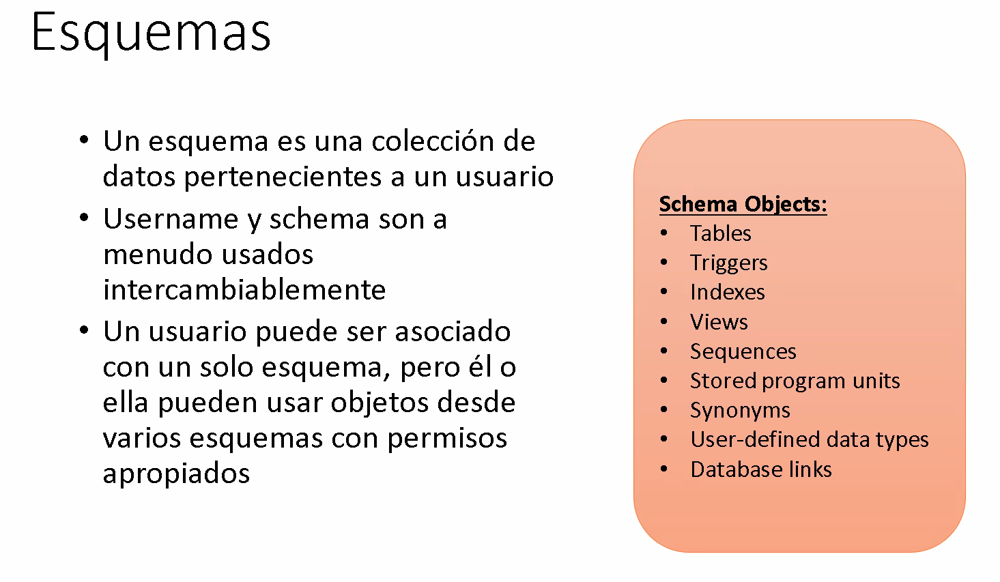 Esquemas
• Un esquema es una colección de
datos pertenecientes a un usuario
• Username y schema son a
menudo usados
intercambiablemente
• Un usuario puede ser asociado
con un solo esquema, pero él o
ella pueden usar objetos desde
varios esquemas con permisos
apropiados
Schema Objects:
• Tables
• Triggers
• Indexes
• Views
• Sequences
• Stored program units
• Synonyms
• User-defined data types
• Database links